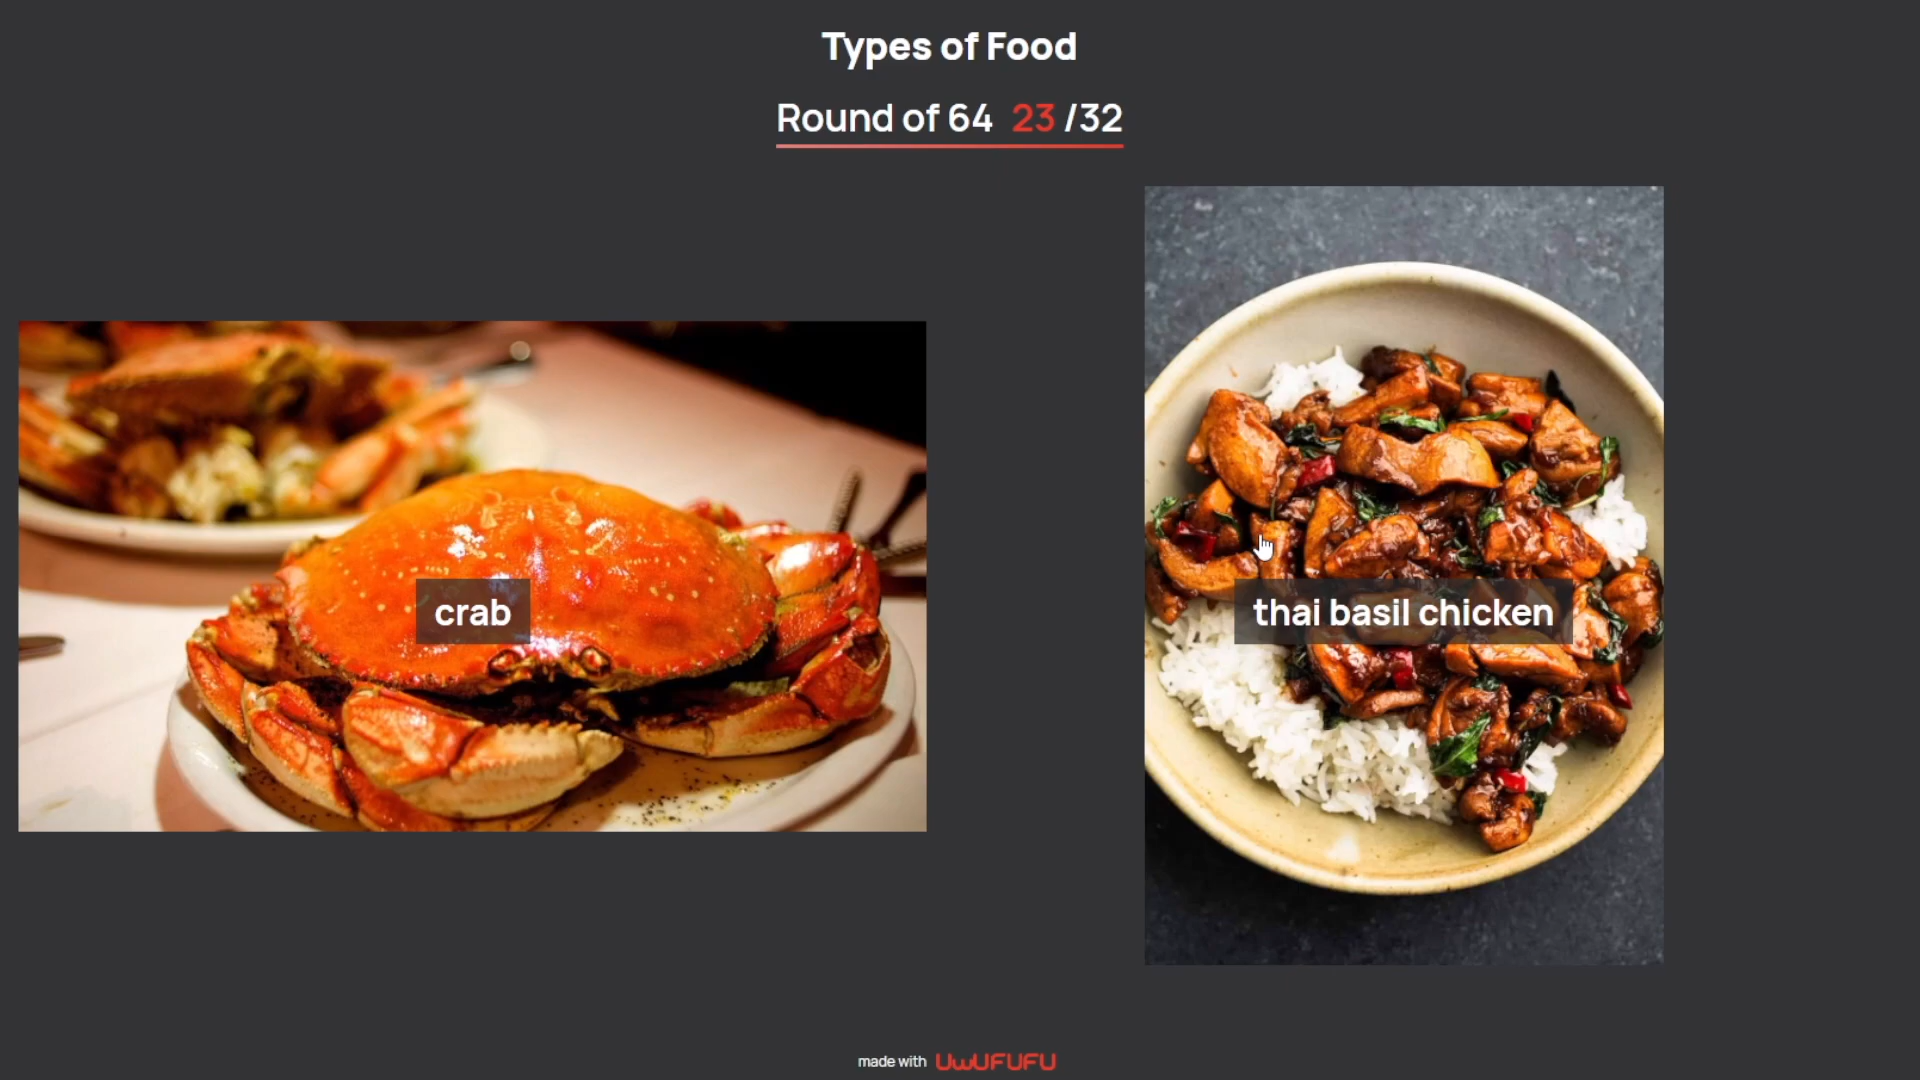 Types of Food
Round of 64 23 /32
crab
thai basil chicken
made with UwUFUFU